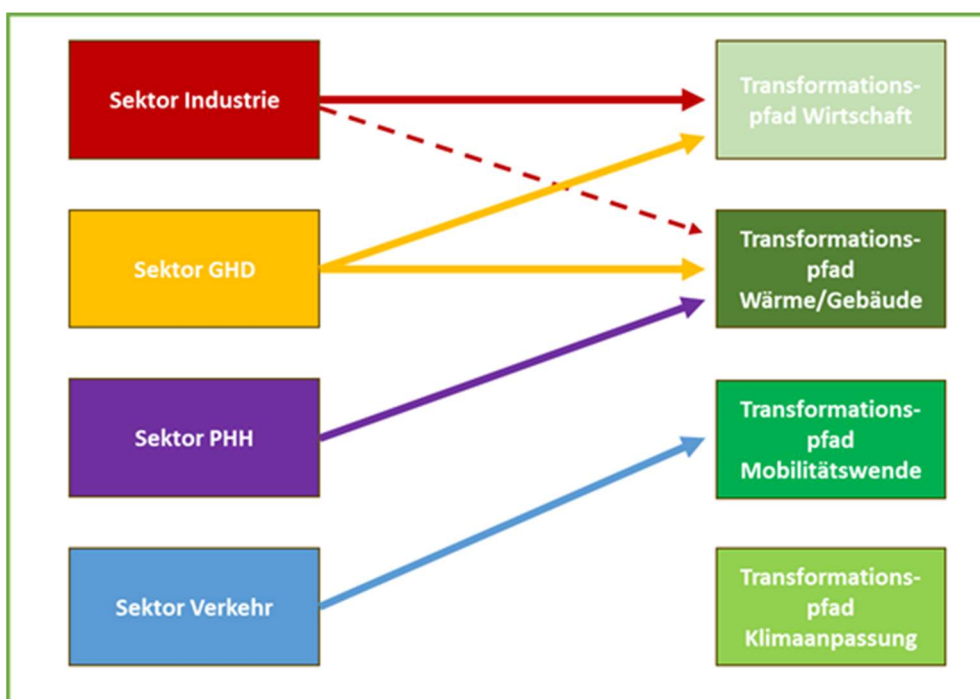 Sektor Industrie
Transformations-
pfad Wirtschaft
Sektor GHD
Transformations-
pfad
Wärme/Gebäude
Sektor PHH
Transformations-
pfad
Mobilitätswende
Sektor Verkehr
Transformations-
pfad
Klimaanpassung